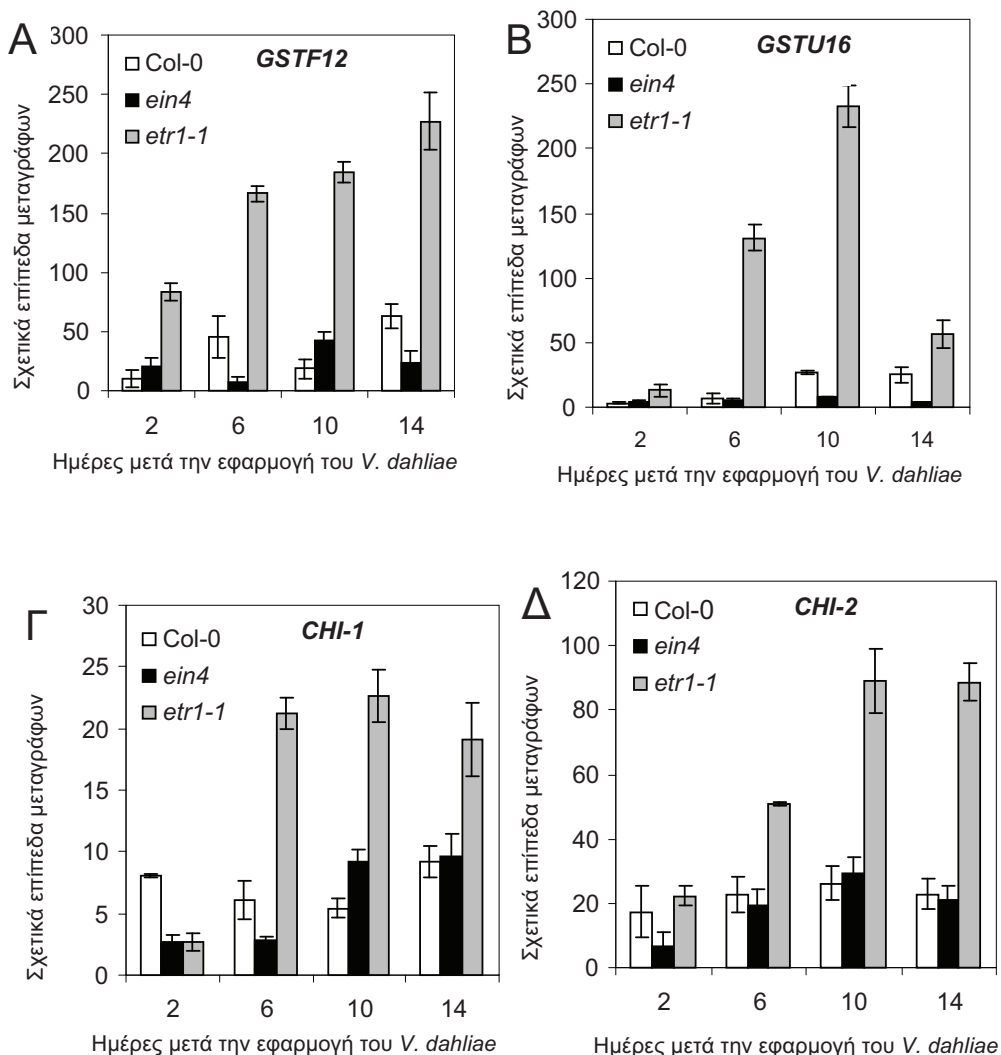 Α
GSTF12
Σχετικά επίπεδα μεταγράφων
300
250
200
150
100
50
0
Col-0
ein4
etr1-1
2 6 10 14
Ημέρες μετά την εφαρμογή του V. dahliae
Β
GSTU16
Σχετικά επίπεδα μεταγράφων
300
250
200
150
100
50
0
Col-0
ein4
etr1-1
2 6 10 14
Ημέρες μετά την εφαρμογή του V. dahliae
Γ
CHI-1
Σχετικά επίπεδα μεταγράφων
30
25
20
15
10
5
0
Col-0
ein4
etr1-1
2 6 10 14
Ημέρες μετά την εφαρμογή του V. dahliae
Δ
CHI-2
Σχετικά επίπεδα μεταγράφων
120
100
80
60
40
20
0
Col-0
ein4
etr1-1
2 6 10 14
Ημέρες μετά την εφαρμογή του V. dahliae